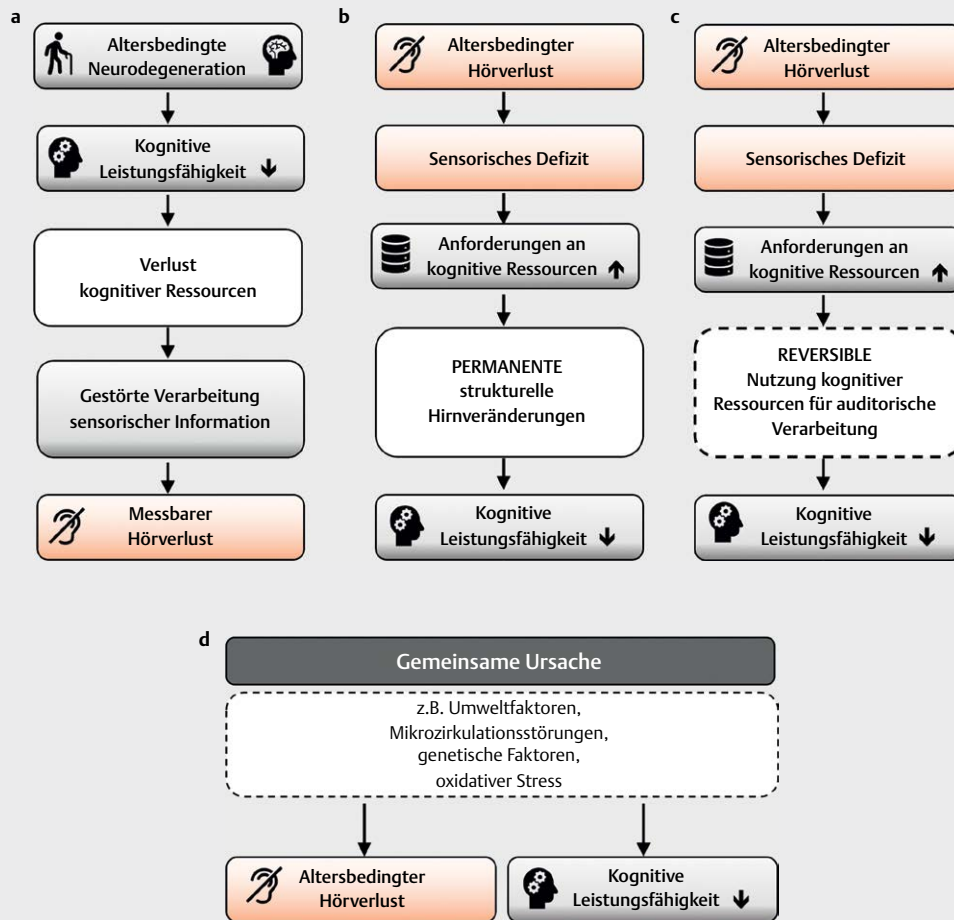 a
Altersbedingte
Neurodegeneration
Kognitive
Leistungsfähigkeit
Verlust
kognitiver Ressourcen
Gestörte Verarbeitung
sensorischer Information
Messbarer
Hörverlust
b
Altersbedingter
Hörverlust
Sensorisches Defizit
Anforderungen an
kognitive Ressourcen
PERMANENTE
strukturelle
Hirnveränderungen
Kognitive
Leistungsfähigkeit
c
Altersbedingter
Hörverlust
Sensorisches Defizit
Anforderungen an
kognitive Ressourcen
REVERSIBLE
Nutzung kognitiver
Ressourcen für auditorische
Verarbeitung
Kognitive
Leistungsfähigkeit
d
Gemeinsame Ursache
z.B. Umweltfaktoren,
Mikrozirkulationsstörungen,
genetische Faktoren,
oxidativer Stress
Altersbedingter
Hörverlust
Kognitive
Leistungsfähigkeit